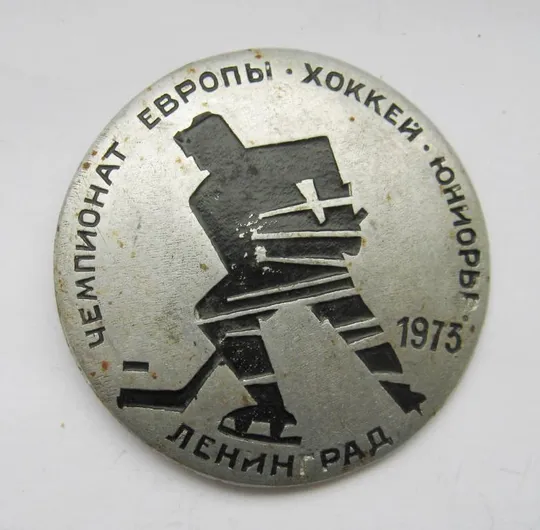 ЧЕМПИОНАТ ЕВРОПЫ · ХОККЕЙ · ЮНИОРЫ
1973
ЛЕНИНГРАД